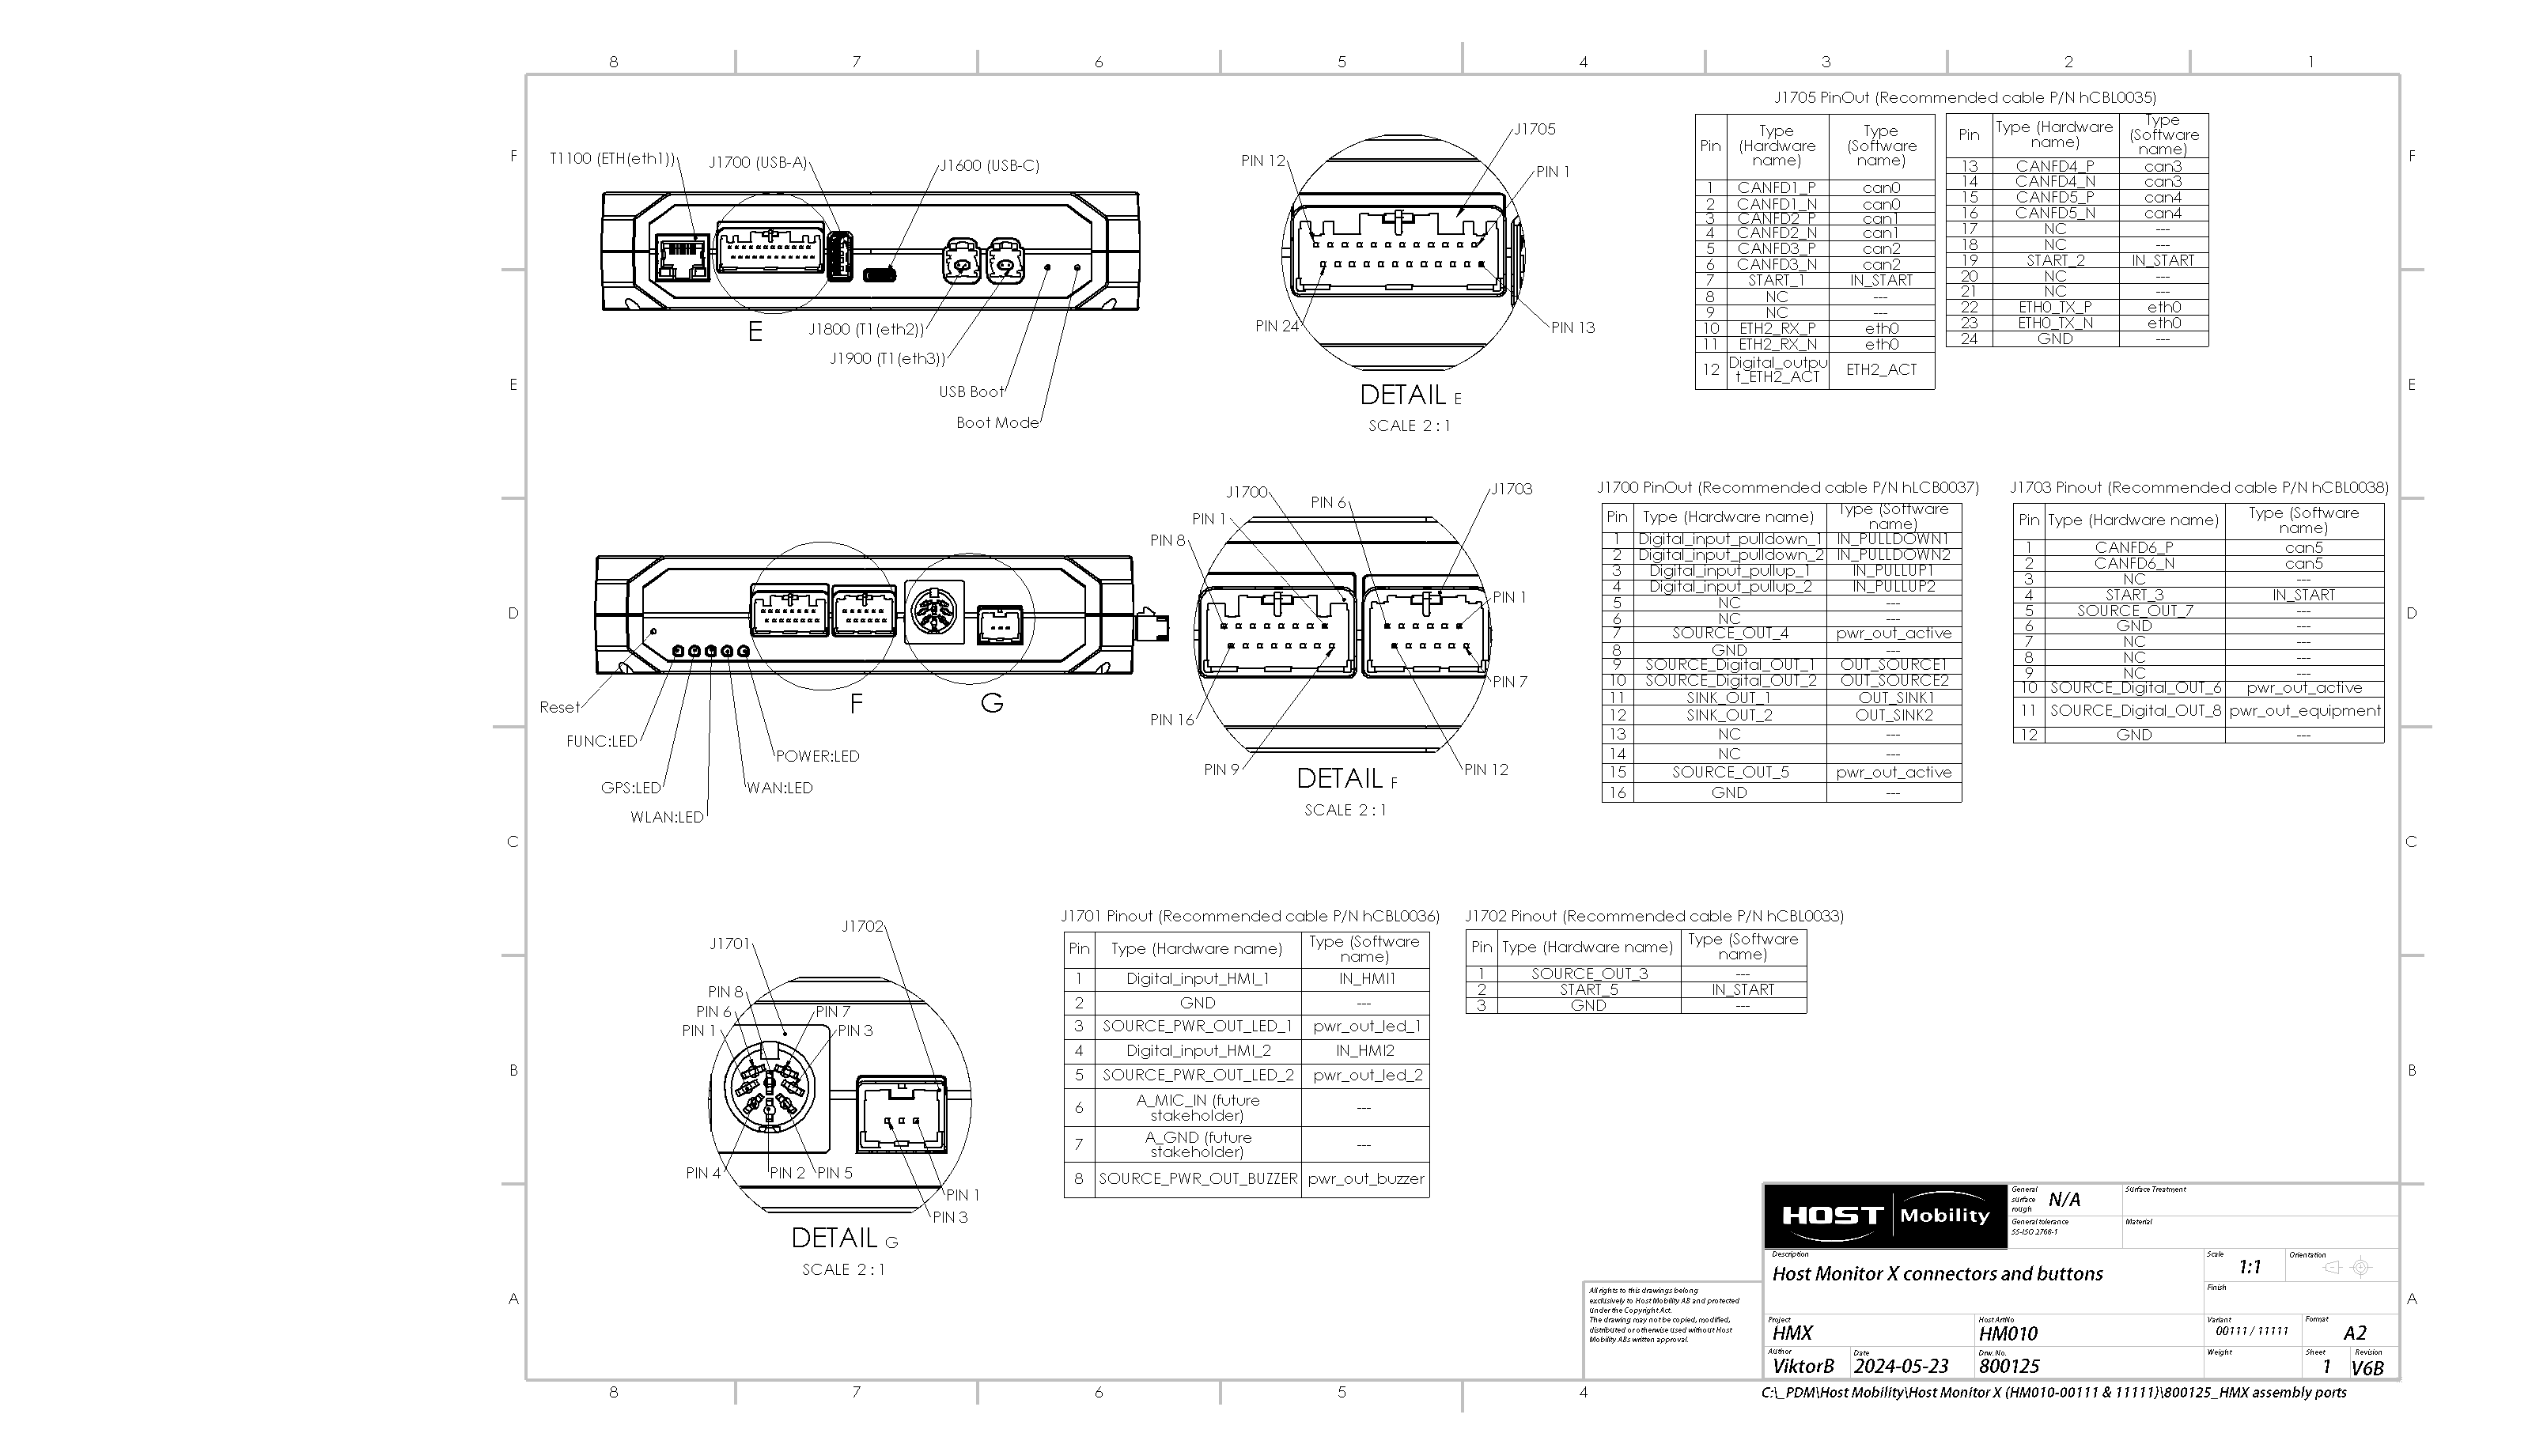 8 7 6 5 4 3 2 1
F
E
D
C
B
A
F
E
D
C
B
A
T1100 (ETH(eth1))
J1700 (USB-A)
J1600 (USB-C)
E
J1800 (T1(eth2))
J1900 (T1(eth3))
USB Boot
Boot Mode
J1705
PIN 12
PIN 1
PIN 24
PIN 13
DETAIL E
SCALE 2 : 1
J1705 PinOut (Recommended cable P/N hCBL0035)
Pin Type (Hardware name) Type (Software name)
1 CANFD1_P can0
2 CANFD1_N can0
3 CANFD2_P can1
4 CANFD2_N can1
5 CANFD3_P can2
6 CANFD3_N can2
7 START_1 IN_START
8 NC ---
9 NC ---
10 ETH2_RX_P eth0
11 ETH2_RX_N eth0
12 Digital_outpu
t_ETH2_ACT ETH2_ACT
Pin Type (Hardware name) Type (Software name)
13 CANFD4_P can3
14 CANFD4_N can3
15 CANFD5_P can4
16 CANFD5_N can4
17 NC ---
18 NC ---
19 START_2 IN_START
20 NC ---
21 NC ---
22 ETH0_TX_P eth0
23 ETH0_TX_N eth0
24 GND ---
Reset
FUNC:LED
GPS:LED
WLAN:LED
WAN:LED
POWER:LED
F
G
J1700
PIN 6
J1703
PIN 1
PIN 8
PIN 1
PIN 7
PIN 16
PIN 9
PIN 12
DETAIL F
SCALE 2 : 1
J1700 PinOut (Recommended cable P/N hLCB0037)
Pin Type (Hardware name) Type (Software name)
1 Digital_input_pulldown_1 IN_PULLDOWN1
2 Digital_input_pulldown_2 IN_PULLDOWN2
3 Digital_input_pullup_1 IN_PULLUP1
4 Digital_input_pullup_2 IN_PULLUP2
5 NC ---
6 NC ---
7 SOURCE_OUT_4 pwr_out_active
8 GND ---
9 SOURCE_Digital_OUT_1 OUT_SOURCE1
10 SOURCE_Digital_OUT_2 OUT_SOURCE2
11 SINK_OUT_1 OUT_SINK1
12 SINK_OUT_2 OUT_SINK2
13 NC ---
14 NC ---
15 SOURCE_OUT_5 pwr_out_active
16 GND ---
J1703 Pinout (Recommended cable P/N hCBL0038)
Pin Type (Hardware name) Type (Software name)
1 CANFD6_P can5
2 CANFD6_N can5
3 NC ---
4 START_3 IN_START
5 SOURCE_OUT_7 ---
6 GND ---
7 NC ---
8 NC ---
9 NC ---
10 SOURCE_Digital_OUT_6 pwr_out_active
11 SOURCE_Digital_OUT_8 pwr_out_equipment
12 GND ---
J1702
J1701
PIN 8
PIN 6
PIN 7
PIN 1
PIN 3
PIN 4
PIN 2
PIN 5
PIN 1
PIN 3
DETAIL G
SCALE 2 : 1
J1701 Pinout (Recommended cable P/N hCBL0036)
Pin Type (Hardware name) Type (Software name)
1 Digital_input_HMI_1 IN_HMI1
2 GND ---
3 SOURCE_PWR_OUT_LED_1 pwr_out_led_1
4 Digital_input_HMI_2 IN_HMI2
5 SOURCE_PWR_OUT_LED_2 pwr_out_led_2
6 A_MIC_IN (future stakeholder) ---
7 A_GND (future stakeholder) ---
8 SOURCE_PWR_OUT_BUZZER pwr_out_buzzer
J1702 Pinout (Recommended cable P/N hCBL0033)
Pin Type (Hardware name) Type (Software name)
1 SOURCE_OUT_3 ---
2 START_5 IN_START
3 GND ---
All rights to this drawings belong
exclusively to Host Mobility AB and protected
under the Copyright Act.
The drawing may not be copied, modified,
distributed or otherwise used without Host
Mobility ABs written approval.
HOST Mobility
General surface rough N/A
Surface Treatment
General tolerance
SS-ISO 2768-1
Material
Description
Host Monitor X connectors and buttons
Scale 1:1
Orientation
Finish
Project HMX
Host ArtNo HM010
Variant 00111 / 11111
Format A2
Author ViktorB
Date 2024-05-23
Drw. No. 800125
Weight
Sheet 1
Revision V6B
8 7 6 5 4
C:\_PDM\Host Mobility\Host Monitor X (HM010-00111 & 11111)\800125_HMX assembly ports